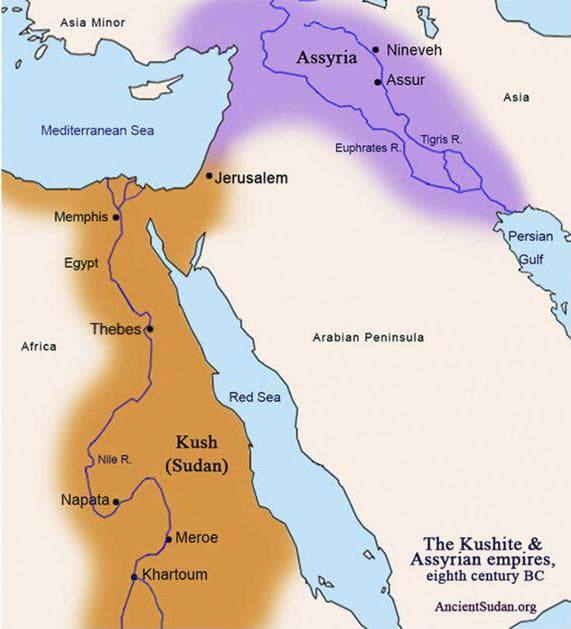 Asia Minor
Nineveh
Assyria
Assur
Asia
Mediterranean Sea
Tigris R.
Euphrates R.
Jerusalem
Memphis
Persian
Gulf
Egypt
Thebes
Africa
Arabian Peninsula
Red Sea
Kush
(Sudan)
Nile R.
Napata
Meroe
The Kushite &
Assyrian empires,
eighth century BC
Khartoum
AncientSudan.org